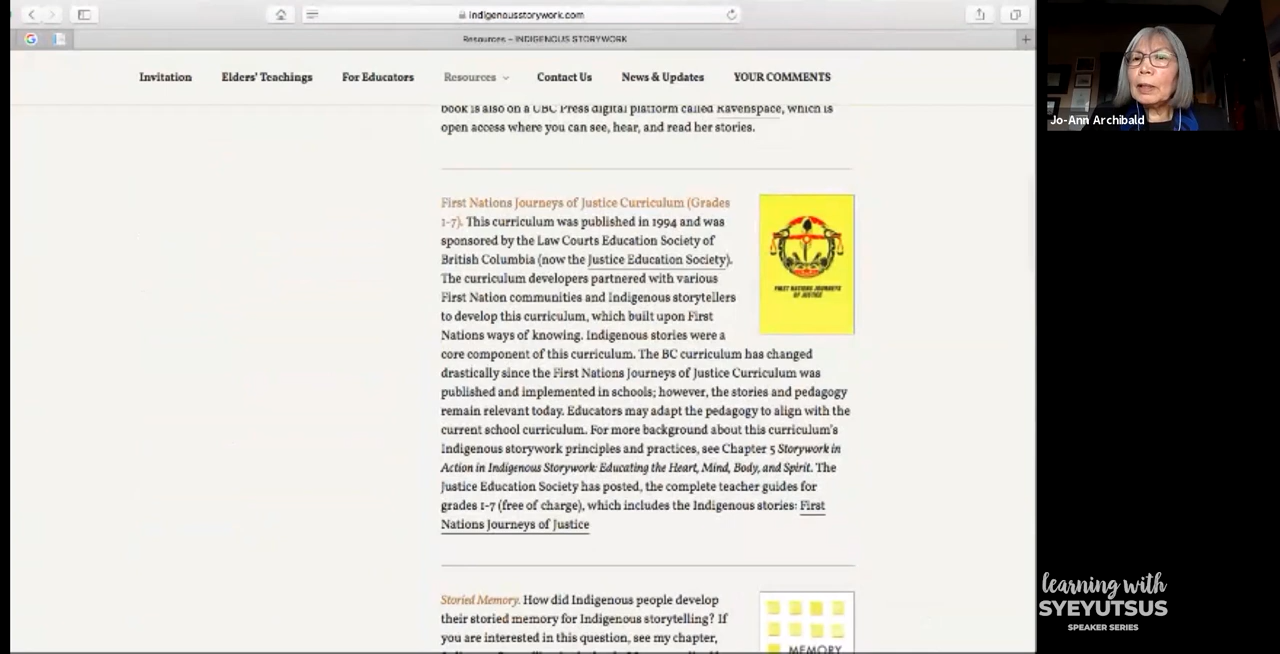 indigenousstorywork.com
Resources – INDIGENOUS STORYWORK
Invitation Elders' Teachings For Educators Resources Contact Us News & Updates YOUR COMMENTS
book is also on a UBC Press digital platform called Ravenspace, which is
open access where you can see, hear, and read her stories.
First Nations Journeys of Justice Curriculum (Grades
1-7). This curriculum was published in 1994 and was
sponsored by the Law Courts Education Society of
British Columbia (now the Justice Education Society).
The curriculum developers partnered with various
First Nation communities and Indigenous storytellers
to develop this curriculum, which built upon First
Nations ways of knowing. Indigenous stories were a
core component of this curriculum. The BC curriculum has changed
drastically since the First Nations Journeys of Justice Curriculum was
published and implemented in schools; however, the stories and pedagogy
remain relevant today. Educators may adapt the pedagogy to align with the
current school curriculum. For more background about this curriculum's
Indigenous storywork principles and practices, see Chapter 5 Storywork in
Action in Indigenous Storywork: Educating the Heart, Mind, Body, and Spirit. The
Justice Education Society has posted, the complete teacher guides for
grades 1-7 (free of charge), which includes the Indigenous stories: First
Nations Journeys of Justice
FIRST NATIONS JOURNEYS
OF JUSTICE
Storied Memory. How did Indigenous people develop
their storied memory for Indigenous storytelling? If
you are interested in this question, see my chapter,
MEMORY
Jo-Ann Archibald
learning with
SYEYUTSUS
SPEAKER SERIES